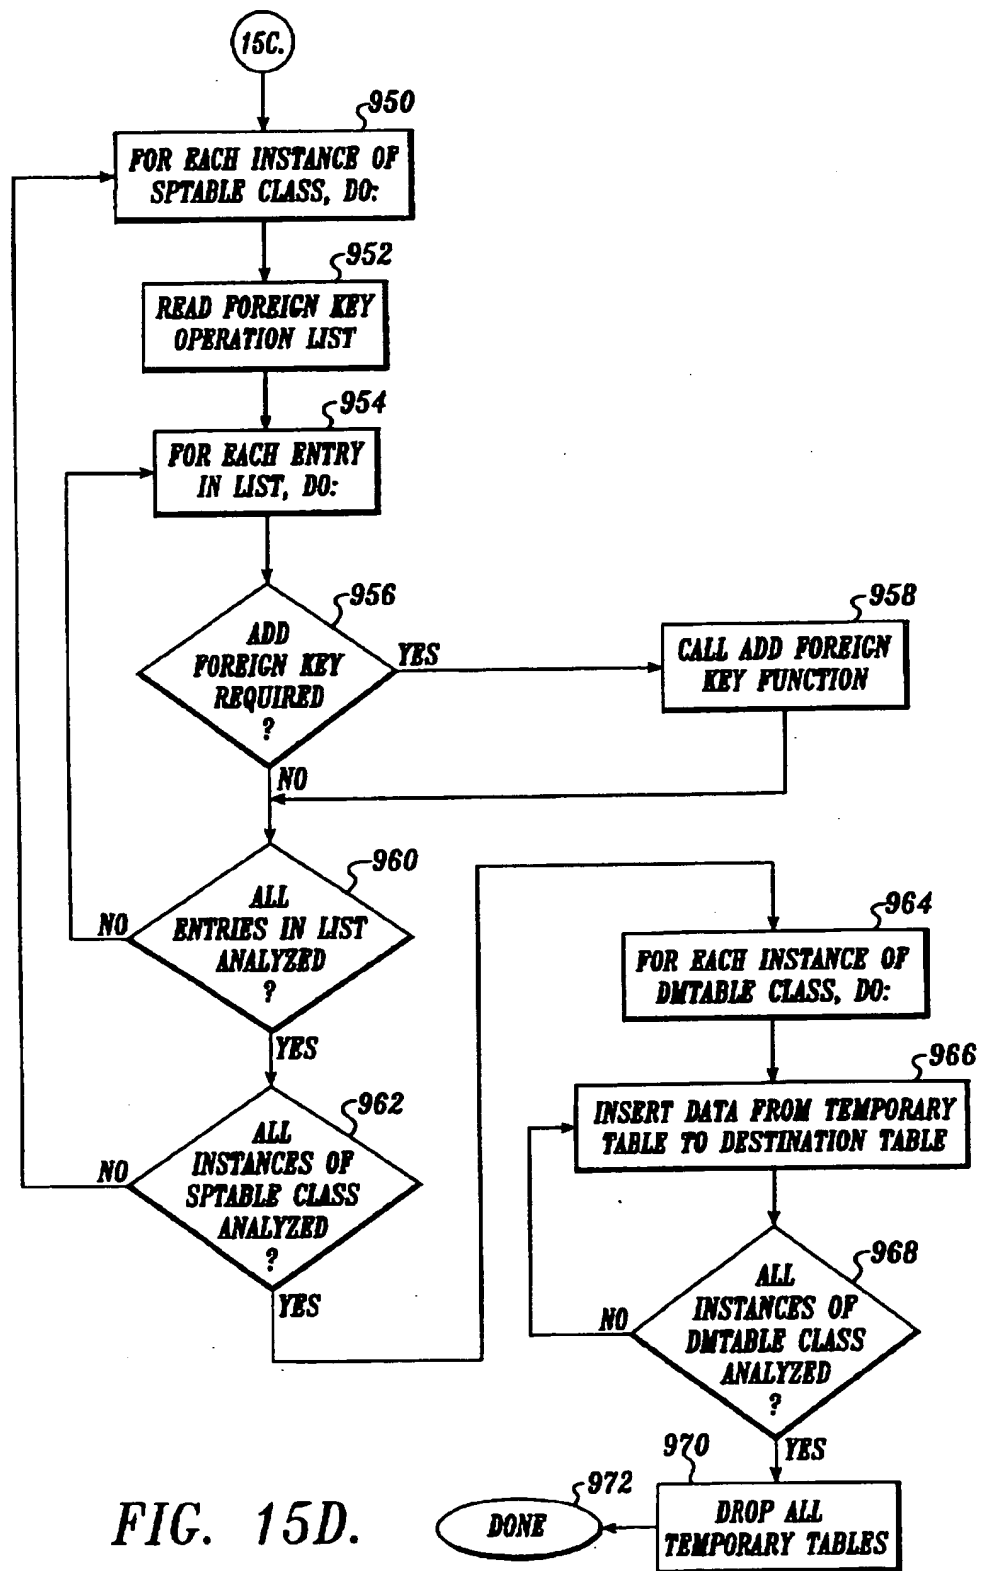 15C.
950
FOR EACH INSTANCE OF
SPTABLE CLASS, DO:
952
READ FOREIGN KEY
OPERATION LIST
954
FOR EACH ENTRY
IN LIST, DO:
956
ADD
FOREIGN KEY
REQUIRED
?
YES
958
CALL ADD FOREIGN
KEY FUNCTION
NO
960
ALL
ENTRIES IN LIST
ANALYZED
?
NO
YES
962
ALL
INSTANCES OF
SPTABLE CLASS
ANALYZED
?
NO
YES
964
FOR EACH INSTANCE OF
DMTABLE CLASS, DO:
966
INSERT DATA FROM TEMPORARY
TABLE TO DESTINATION TABLE
968
ALL
INSTANCES OF
DMTABLE CLASS
ANALYZED
?
NO
YES
970
DROP ALL
TEMPORARY TABLES
972
DONE
FIG. 15D.